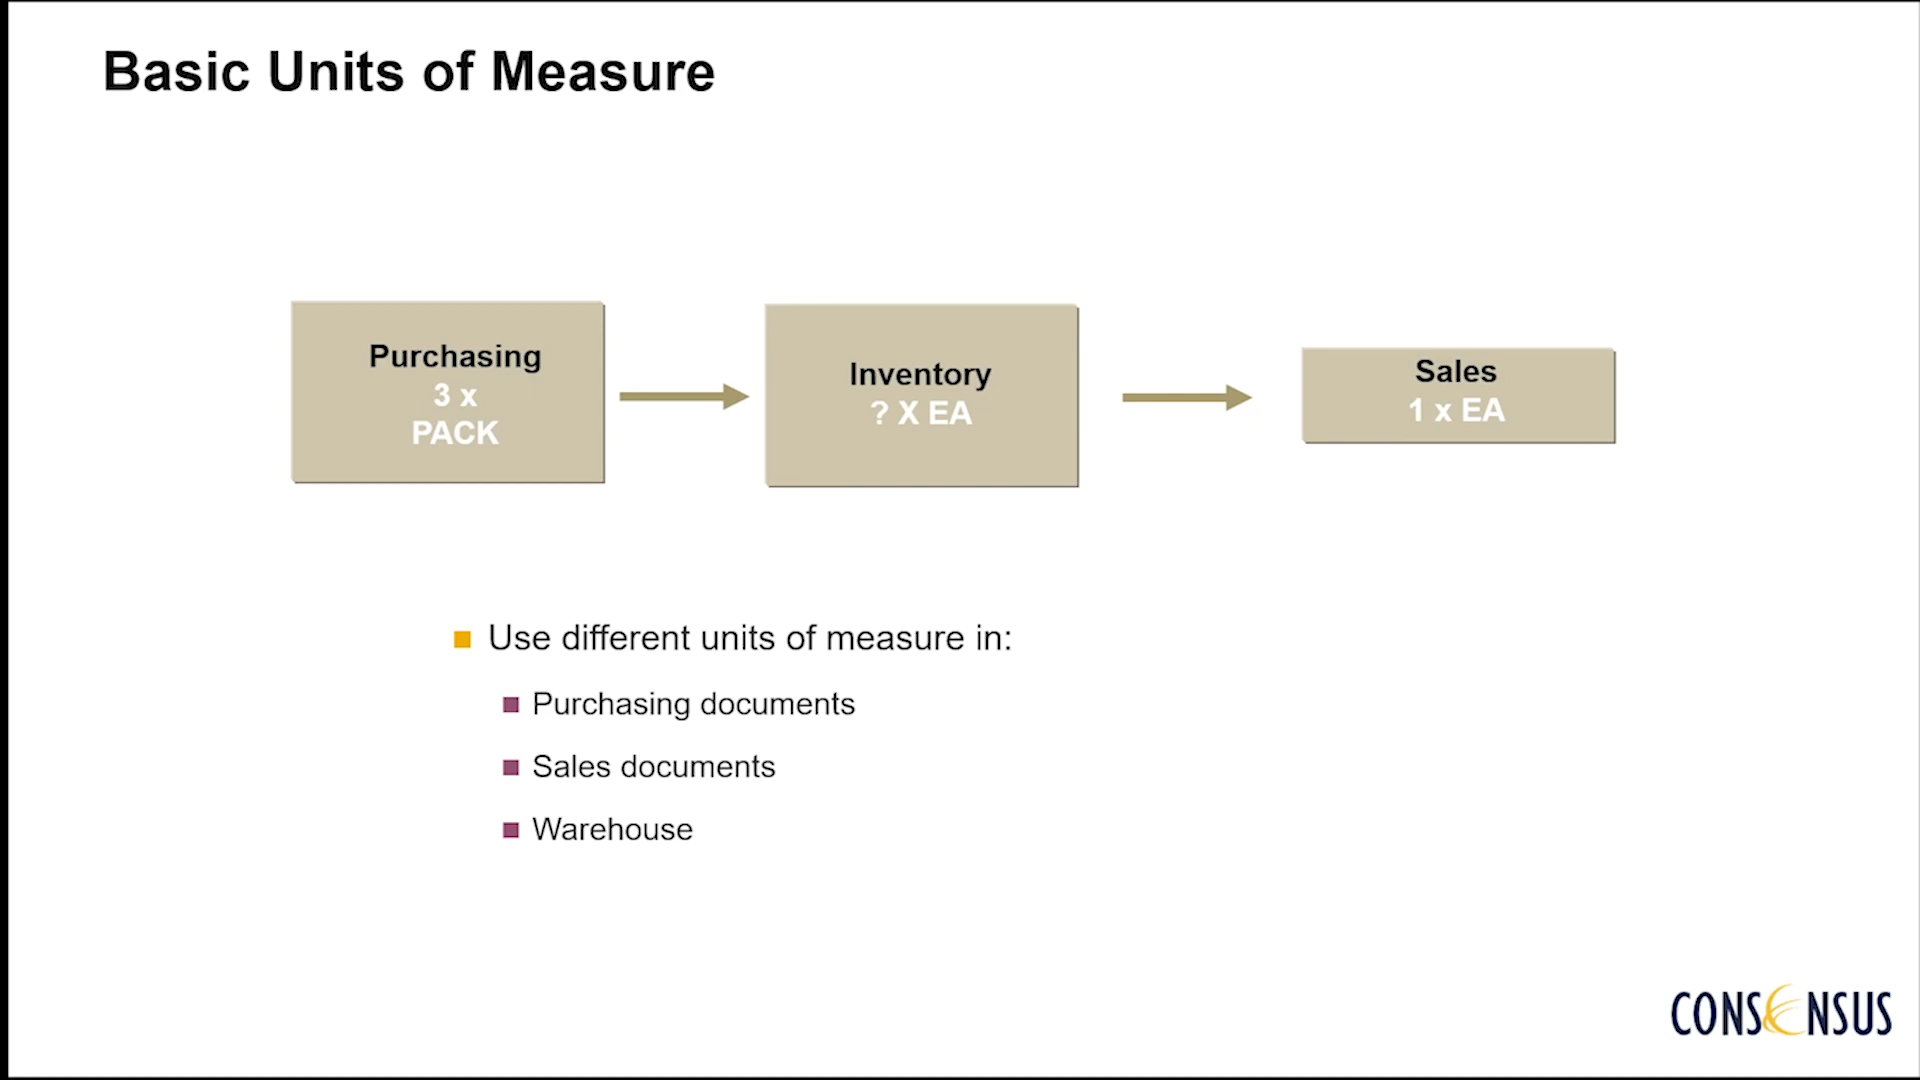 Basic Units of Measure
Purchasing
3 x
PACK
Inventory
? X EA
Sales
1 x EA
Use different units of measure in:
Purchasing documents
Sales documents
Warehouse
CONSENSUS